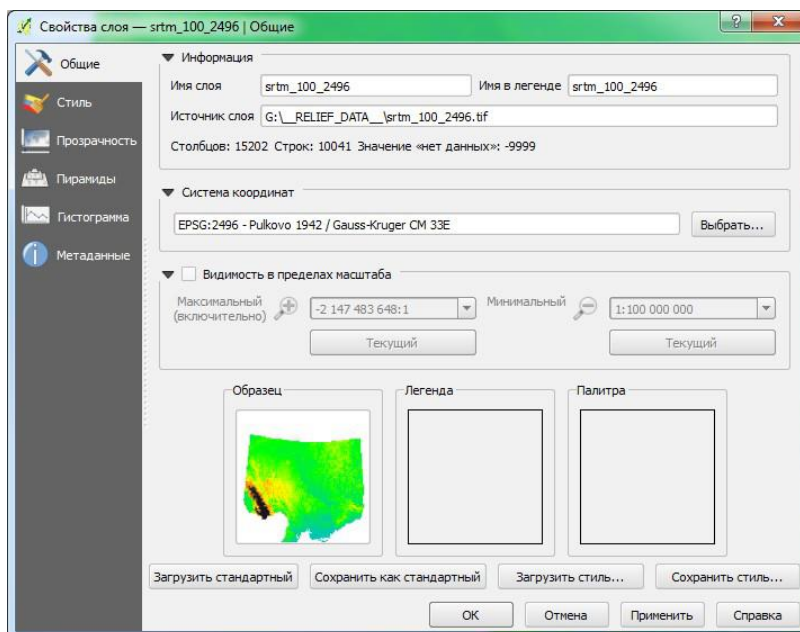 Свойства слоя — srtm_100_2496 | Общие
Общие
Стиль
Прозрачность
Пирамиды
Гистограмма
Метаданные
Информация
Имя слоя srtm_100_2496 Имя в легенде srtm_100_2496
Источник слоя G:\__RELIEF_DATA__\srtm_100_2496.tif
Столбцов: 15202 Строк: 10041 Значение «нет данных»: -9999
Система координат
EPSG:2496 - Pulkovo 1942 / Gauss-Kruger CM 33E Выбрать...
Видимость в пределах масштаба
Максимальный (включительно) -2 147 483 648:1 Минимальный 1:100 000 000
Текущий Текущий
Образец Легенда Палитра
Загрузить стандартный Сохранить как стандартный Загрузить стиль... Сохранить стиль...
OK Отмена Применить Справка